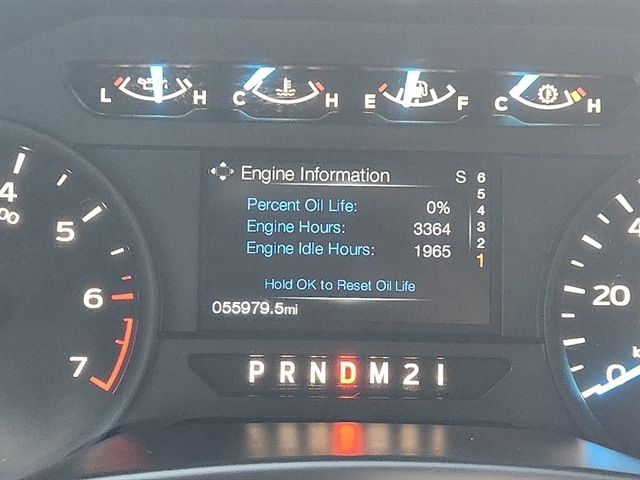 L H C H E F C H
Engine Information S 6
5
Percent Oil Life: 0% 4
Engine Hours: 3364 3
Engine Idle Hours: 1965 2
1
Hold OK to Reset Oil Life
055979.5mi
4
00
5
6
7
P R N D M 2 1
20
0